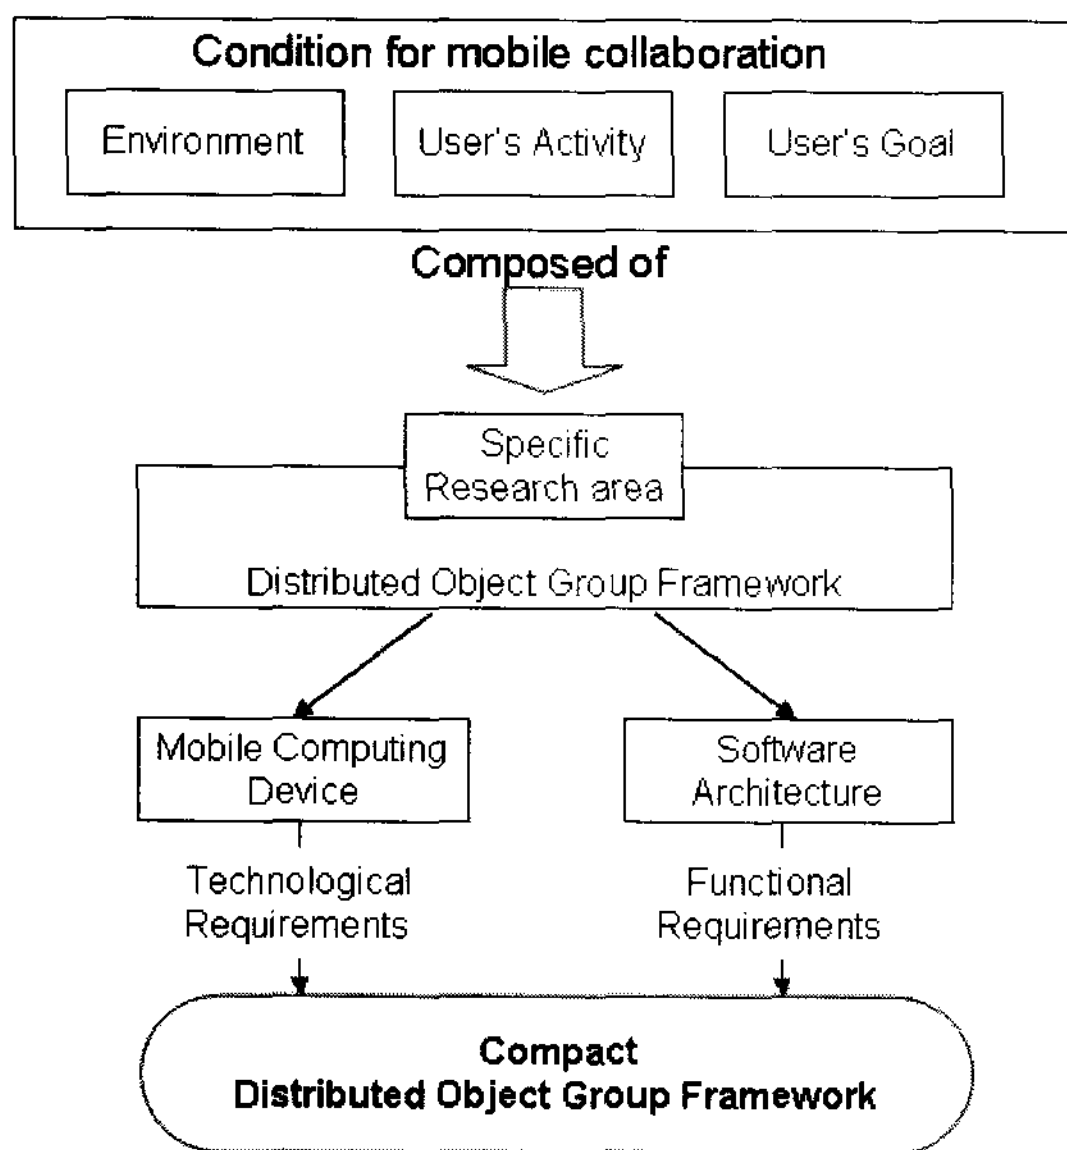 Condition for mobile collaboration
Environment
User's Activity
User's Goal
Composed of
Specific
Research area
Distributed Object Group Framework
Mobile Computing
Device
Software
Architecture
Technological
Requirements
Functional
Requirements
Compact
Distributed Object Group Framework